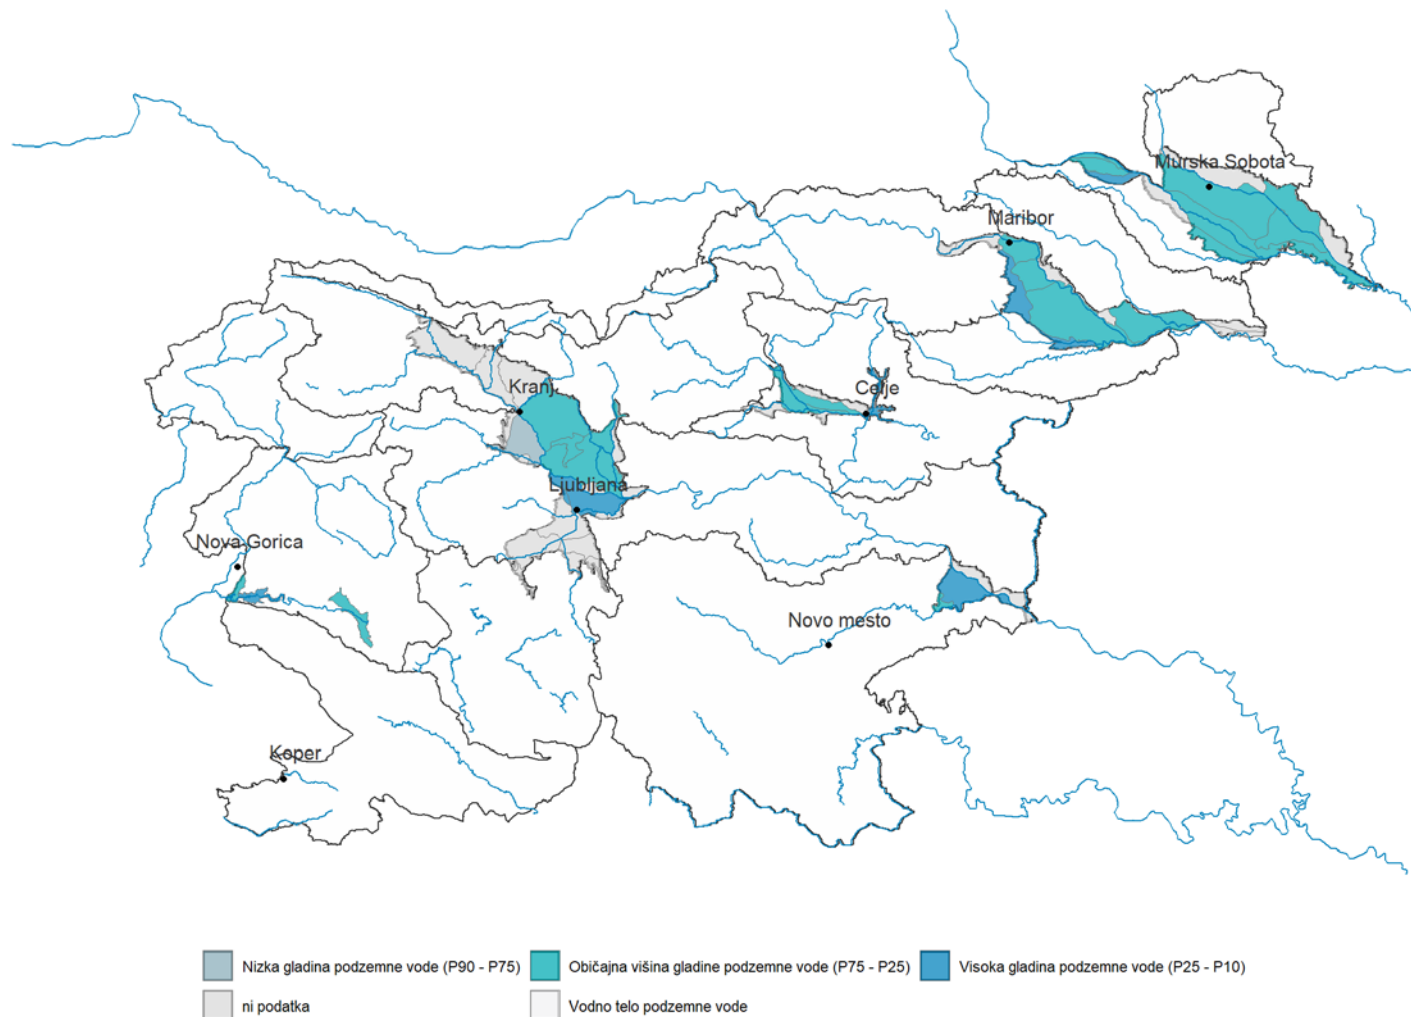 Murska Sobota
Maribor
Kranj
Celje
Ljubljana
Nova Gorica
Novo mesto
Koper
Nizka gladina podzemne vode (P90 - P75)
Običajna višina gladine podzemne vode (P75 - P25)
Visoka gladina podzemne vode (P25 - P10)
ni podatka
Vodno telo podzemne vode